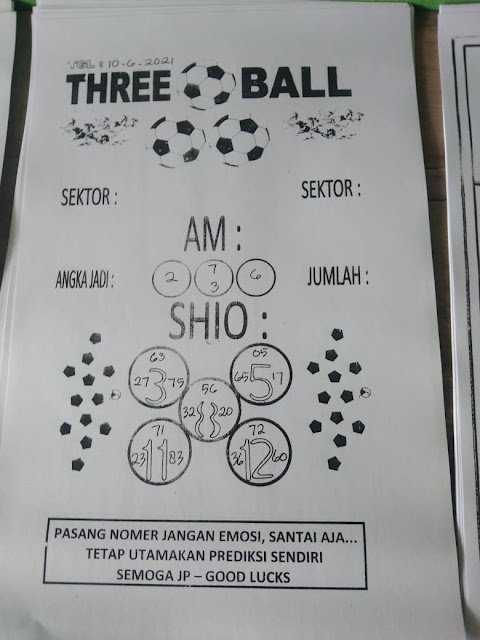 TGL : 10-6-2021
THREE BALL
SEKTOR : SEKTOR :
AM :
ANGKA JADI : 2 7 3 6 JUMLAH :
SHIO :
63 05
27 3 75 65 5 17
56
32 8 20
71 72
23 11 83 36 12 60
PASANG NOMER JANGAN EMOSI, SANTAI AJA...
TETAP UTAMAKAN PREDIKSI SENDIRI
SEMOGA JP – GOOD LUCKS